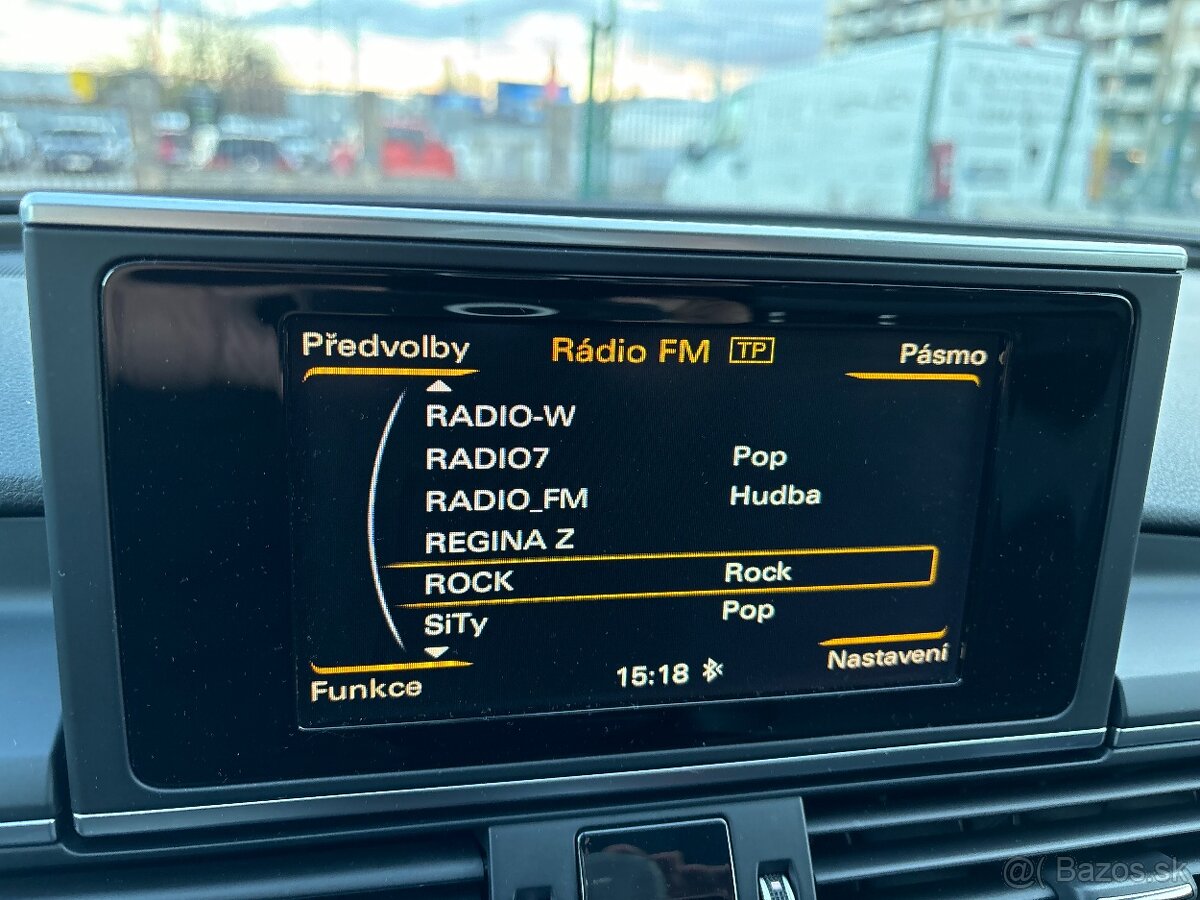 Předvolby Rádio FM TP Pásmo
RADIO-W
RADIO7 Pop
RADIO_FM Hudba
REGINA Z
ROCK Rock
SiTy Pop
Funkce 15:18 Nastavení
@( Bazos.sk